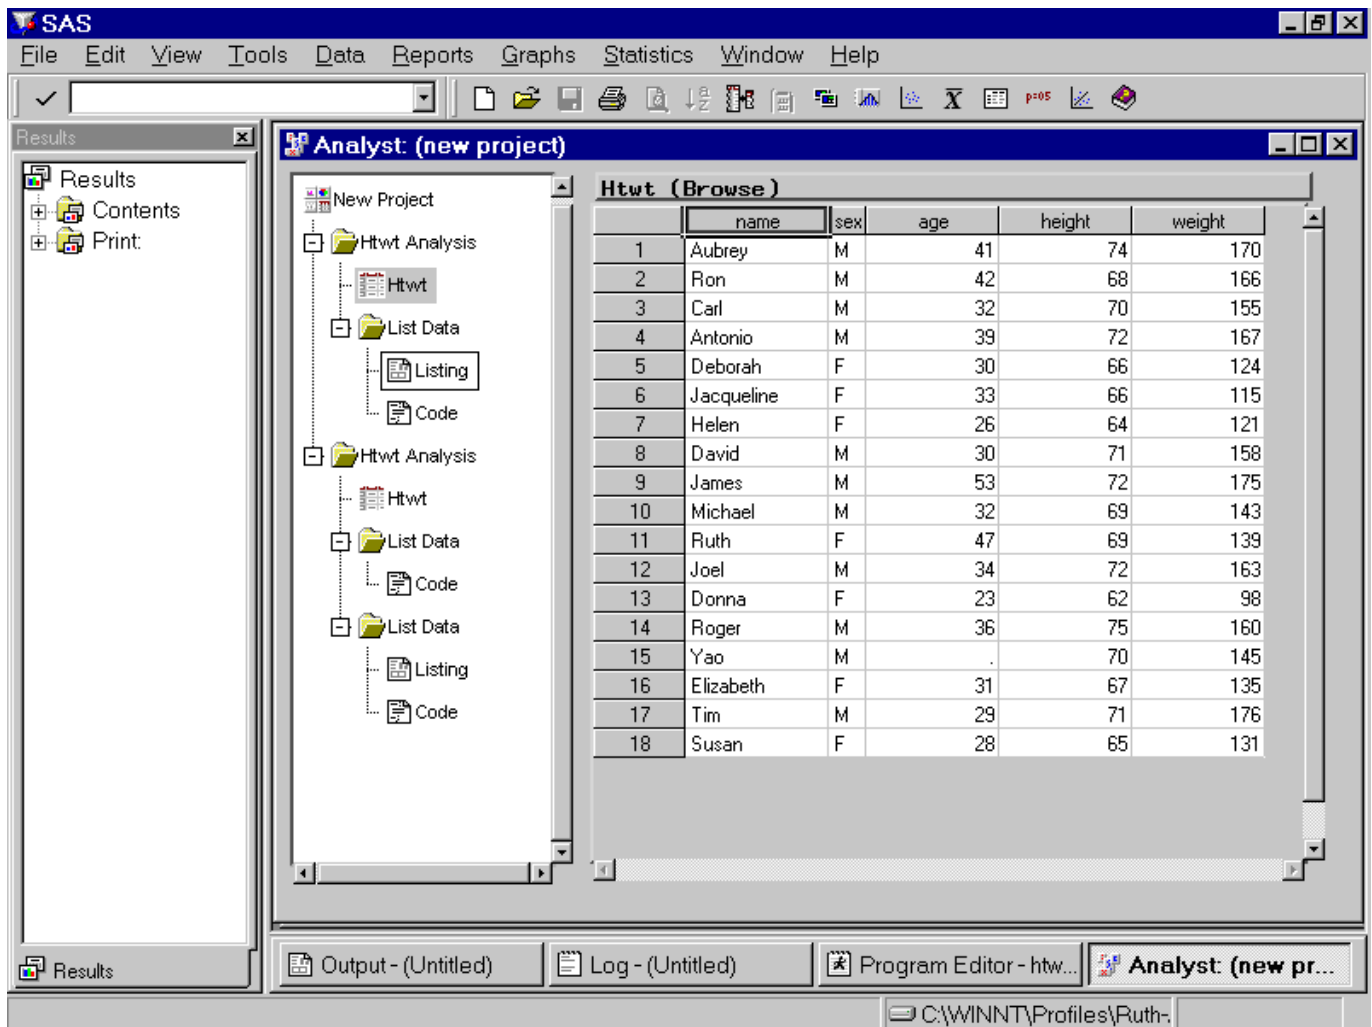 SAS
File Edit View Tools Data Reports Graphs Statistics Window Help
p=05
Results
Results
Contents
Print:
Results
Analyst: (new project)
New Project
Htwt Analysis
Htwt
List Data
Listing
Code
Htwt Analysis
Htwt
List Data
Code
List Data
Listing
Code
Htwt (Browse)
name sex age height weight
1 Aubrey M 41 74 170
2 Ron M 42 68 166
3 Carl M 32 70 155
4 Antonio M 39 72 167
5 Deborah F 30 66 124
6 Jacqueline F 33 66 115
7 Helen F 26 64 121
8 David M 30 71 158
9 James M 53 72 175
10 Michael M 32 69 143
11 Ruth F 47 69 139
12 Joel M 34 72 163
13 Donna F 23 62 98
14 Roger M 36 75 160
15 Yao M . 70 145
16 Elizabeth F 31 67 135
17 Tim M 29 71 176
18 Susan F 28 65 131
Output - (Untitled) Log - (Untitled) Program Editor - htw... Analyst: (new pr...
C:\WINNT\Profiles\Ruth-.